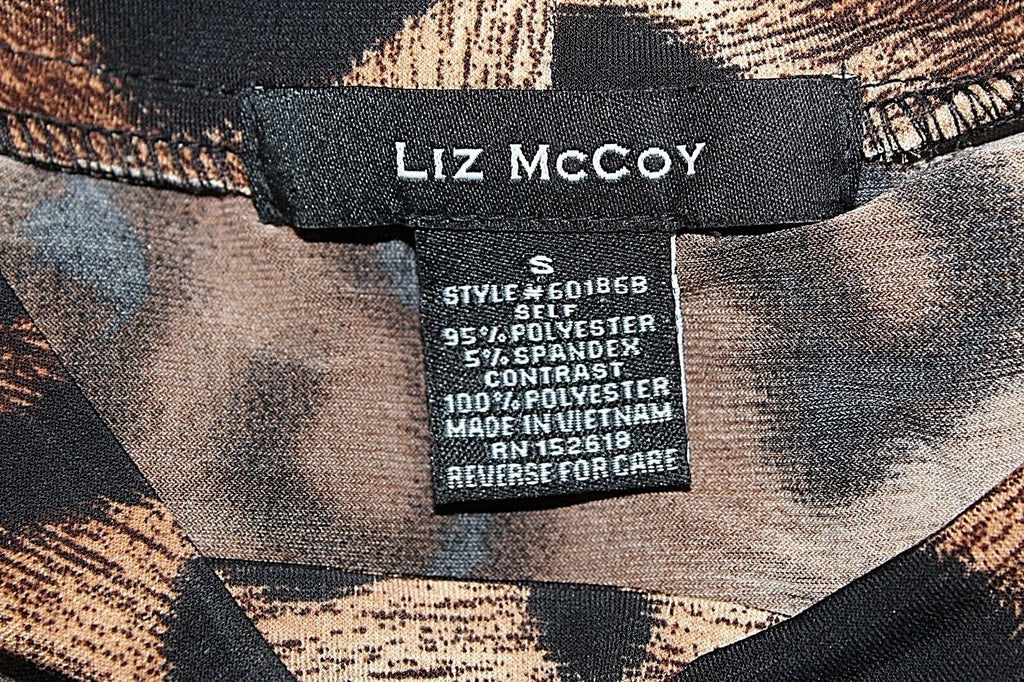 LIZ MCCOY
S
STYLE # 60186B
SELF
95% POLYESTER
5% SPANDEX
CONTRAST
100% POLYESTER
MADE IN VIETNAM
RN 152618
REVERSE FOR CARE